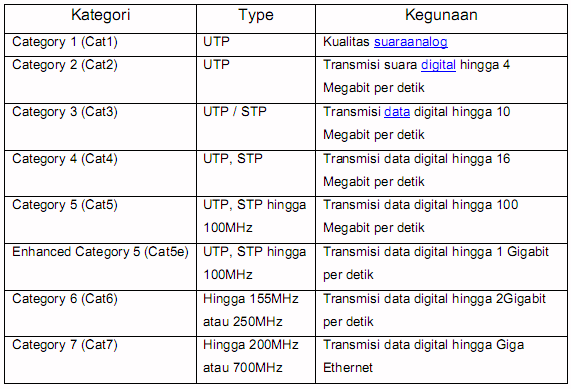 Kategori Type Kegunaan
Category 1 (Cat1) UTP Kualitas suaraanalog
Category 2 (Cat2) UTP Transmisi suara digital hingga 4
Megabit per detik
Category 3 (Cat3) UTP / STP Transmisi data digital hingga 10
Megabit per detik
Category 4 (Cat4) UTP, STP Transmisi data digital hingga 16
Megabit per detik
Category 5 (Cat5) UTP, STP hingga Transmisi data digital hingga 100
100MHz Megabit per detik
Enhanced Category 5 (Cat5e) UTP, STP hingga Transmisi data digital hingga 1 Gigabit
100MHz per detik
Category 6 (Cat6) Hingga 155MHz Transmisi data digital hingga 2Gigabit
atau 250MHz per detik
Category 7 (Cat7) Hingga 200MHz Transmisi data digital hingga Giga
atau 700MHz Ethernet